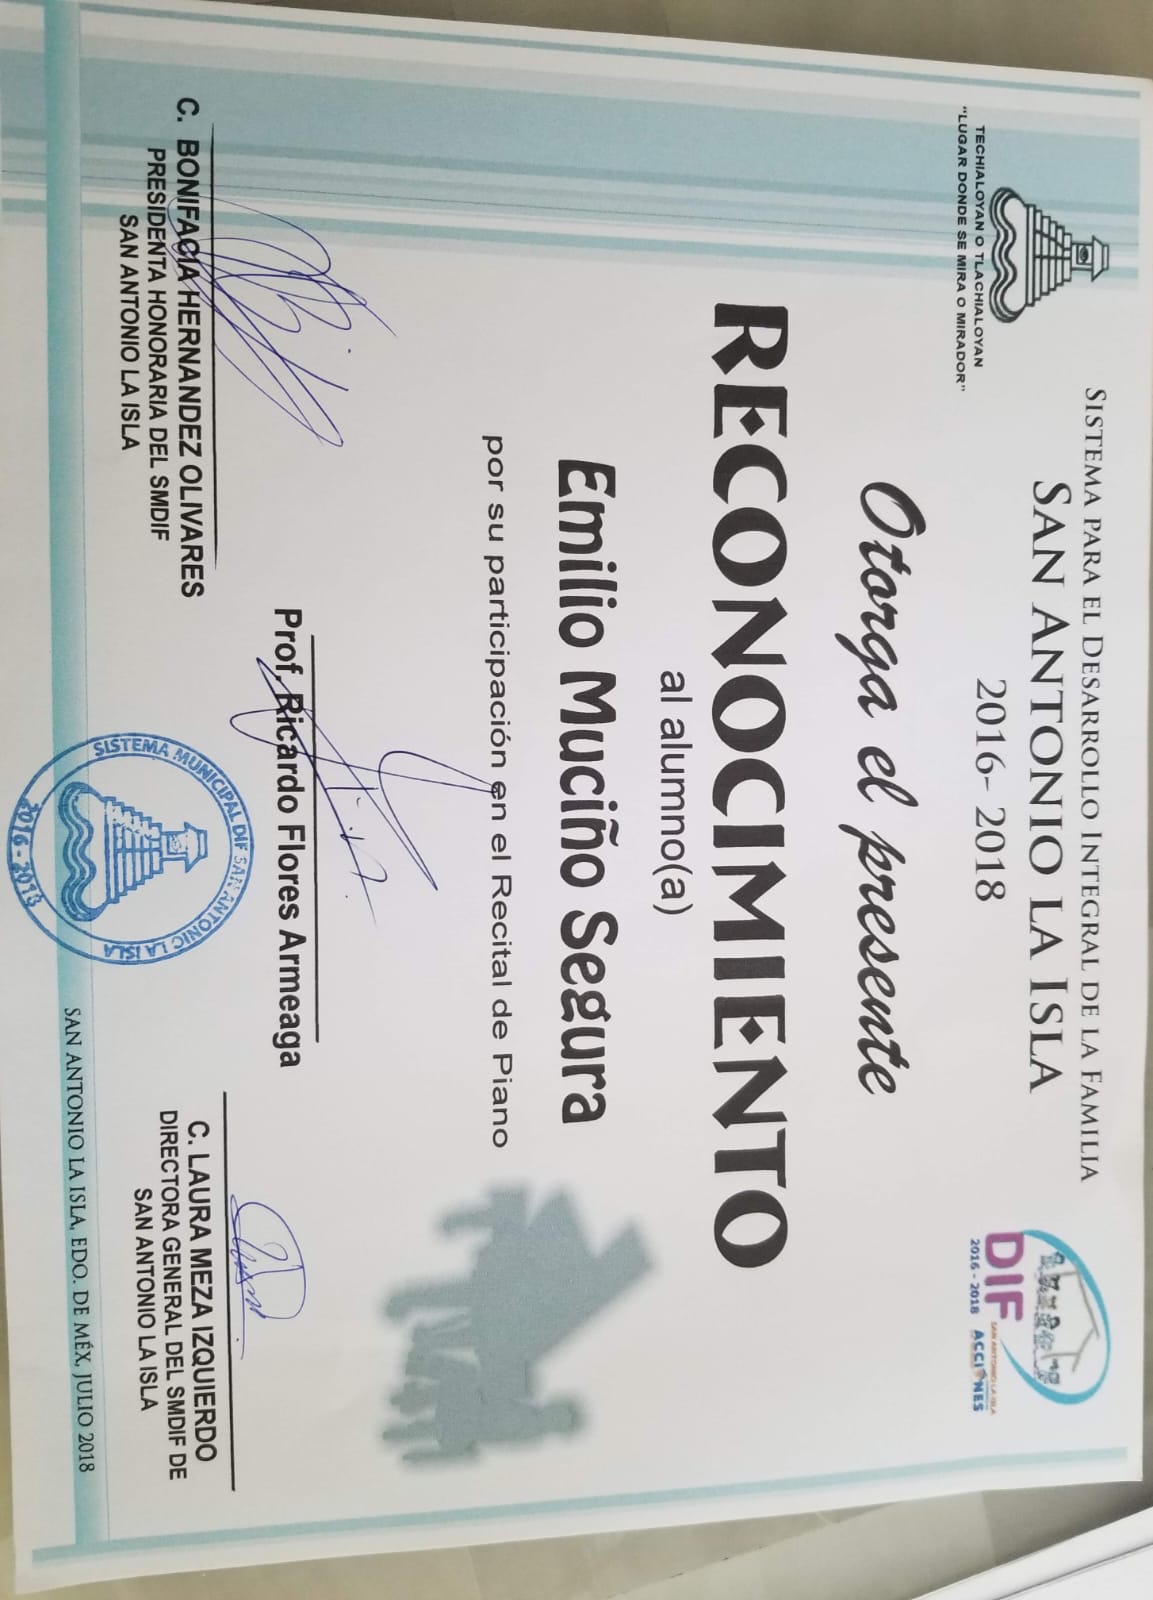 SISTEMA PARA EL DESARROLLO INTEGRAL DE LA FAMILIA
SAN ANTONIO LA ISLA
2016- 2018
TECHIALOYAN O TLACHIALOYAN
"LUGAR DONDE SE MIRA O MIRADOR"
DIF
SAN ANTONIO LA ISLA
2016 - 2018 ACCIONES
Otorga el presente
RECONOCIMIENTO
al alumno(a)
Emilio Muciño Segura
por su participación en el Recital de Piano
C. BONIFACIA HERNANDEZ OLIVARES
PRESIDENTA HONORARIA DEL SMDIF
SAN ANTONIO LA ISLA
Prof. Ricardo Flores Armeaga
C. LAURA MEZA IZQUIERDO
DIRECTORA GENERAL DEL SMDIF DE
SAN ANTONIO LA ISLA
SISTEMA MUNICIPAL DIF SAN ANTONIO LA ISLA
2016 - 2018
SAN ANTONIO LA ISLA, EDO. DE MÉX, JULIO 2018